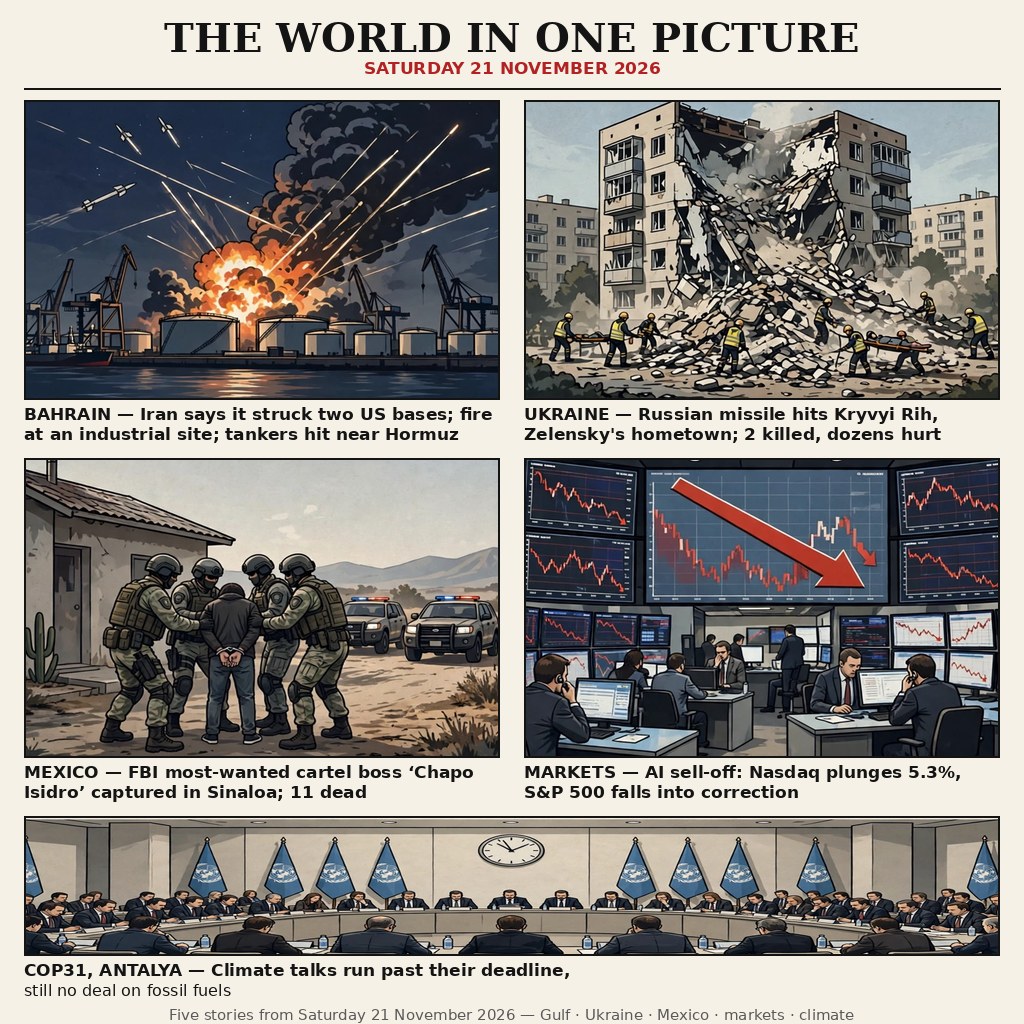 THE WORLD IN ONE PICTURE
SATURDAY 21 NOVEMBER 2026
BAHRAIN — Iran says it struck two US bases; fire
at an industrial site; tankers hit near Hormuz
UKRAINE — Russian missile hits Kryvyi Rih,
Zelensky's hometown; 2 killed, dozens hurt
MEXICO — FBI most-wanted cartel boss ‘Chapo
Isidro’ captured in Sinaloa; 11 dead
MARKETS — AI sell-off: Nasdaq plunges 5.3%,
S&P 500 falls into correction
COP31, ANTALYA — Climate talks run past their deadline,
still no deal on fossil fuels
Five stories from Saturday 21 November 2026 — Gulf · Ukraine · Mexico · markets · climate